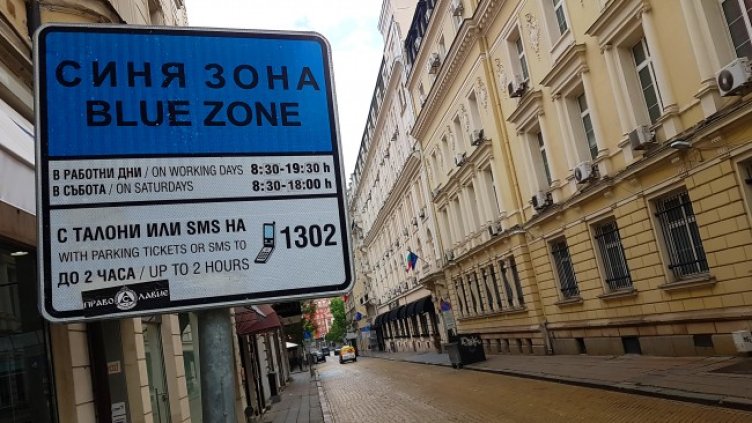 СИНЯ ЗОНА
BLUE ZONE
В РАБОТНИ ДНИ / ON WORKING DAYS 8:30-19:30 h
В СЪБОТА / ON SATURDAYS 8:30-18:00 h
С ТАЛОНИ ИЛИ SMS НА
WITH PARKING TICKETS OR SMS TO
1302
ДО 2 ЧАСА / UP TO 2 HOURS
ПРАВО ЛАВИЕ